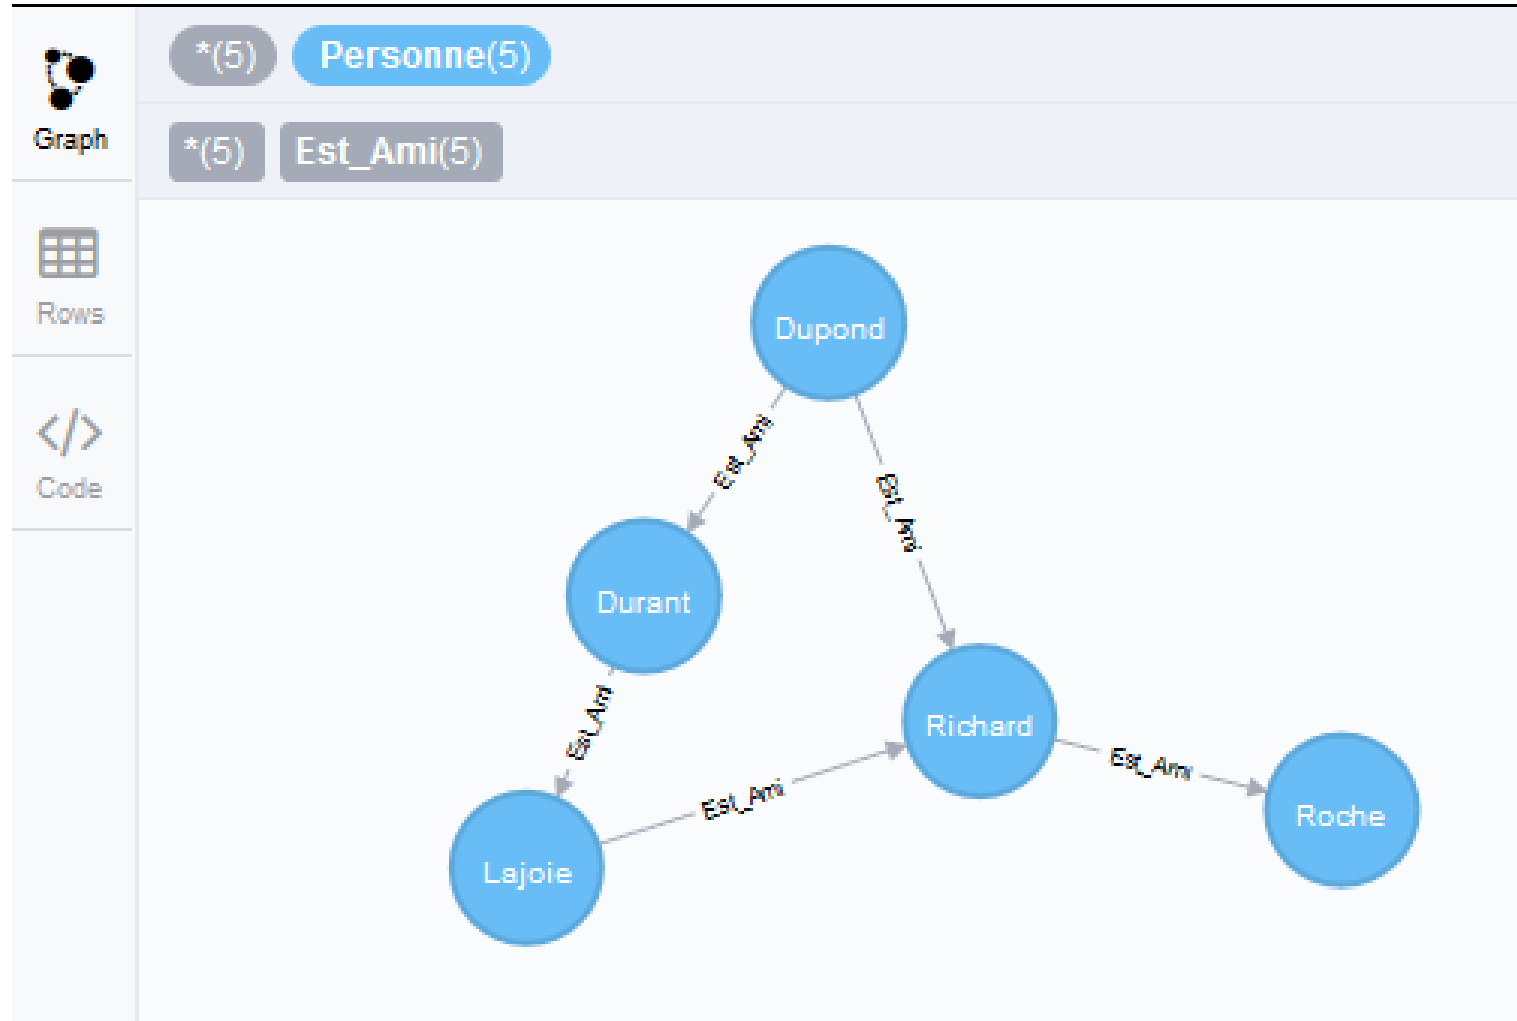 *(5) Personne(5)
*(5) Est_Ami(5)
Graph
Rows
Code
Dupond
Est_Ami
Est_Ami
Durant
Est_Ami
Richard
Est_Ami
Est_Ami
Roche
Lajoie